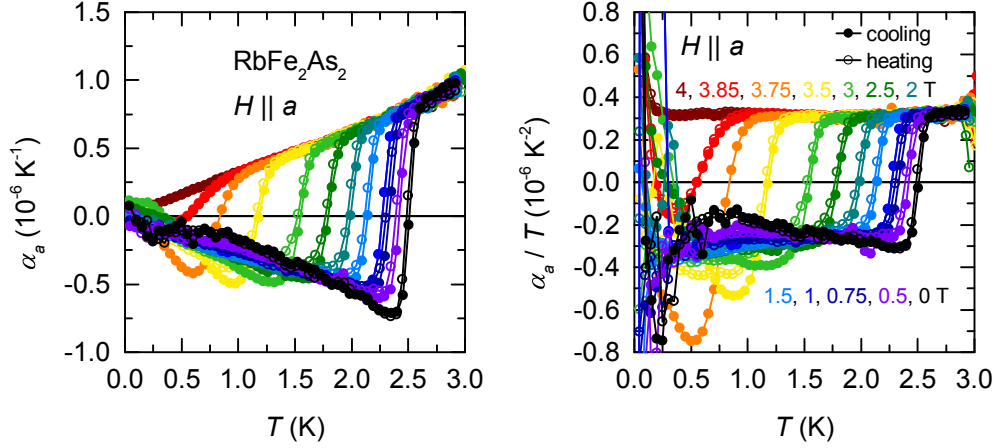 RbFe₂As₂
H || a
α_a (10⁻⁶ K⁻¹)
1.5
1.0
0.5
0.0
-0.5
-1.0
0.0 0.5 1.0 1.5 2.0 2.5 3.0
T (K)
H || a
cooling
heating
4, 3.85, 3.75, 3.5, 3, 2.5, 2 T
1.5, 1, 0.75, 0.5, 0 T
α_a / T (10⁻⁶ K⁻²)
0.8
0.6
0.4
0.2
0.0
-0.2
-0.4
-0.6
-0.8
0.0 0.5 1.0 1.5 2.0 2.5 3.0
T (K)